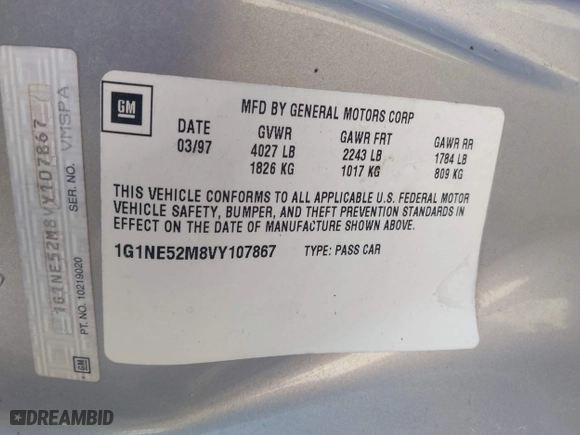 GM
MFD BY GENERAL MOTORS CORP
DATE GVWR GAWR FRT GAWR RR
03/97 4027 LB 2243 LB 1784 LB
1826 KG 1017 KG 809 KG
THIS VEHICLE CONFORMS TO ALL APPLICABLE U.S. FEDERAL MOTOR
VEHICLE SAFETY, BUMPER, AND THEFT PREVENTION STANDARDS IN
EFFECT ON THE DATE OF MANUFACTURE SHOWN ABOVE.
1G1NE52M8VY107867 TYPE: PASS CAR
1G1NE52M8VY107867
PT. NO. 10219020 SER. NO. VMSPA
GM
DREAMBID